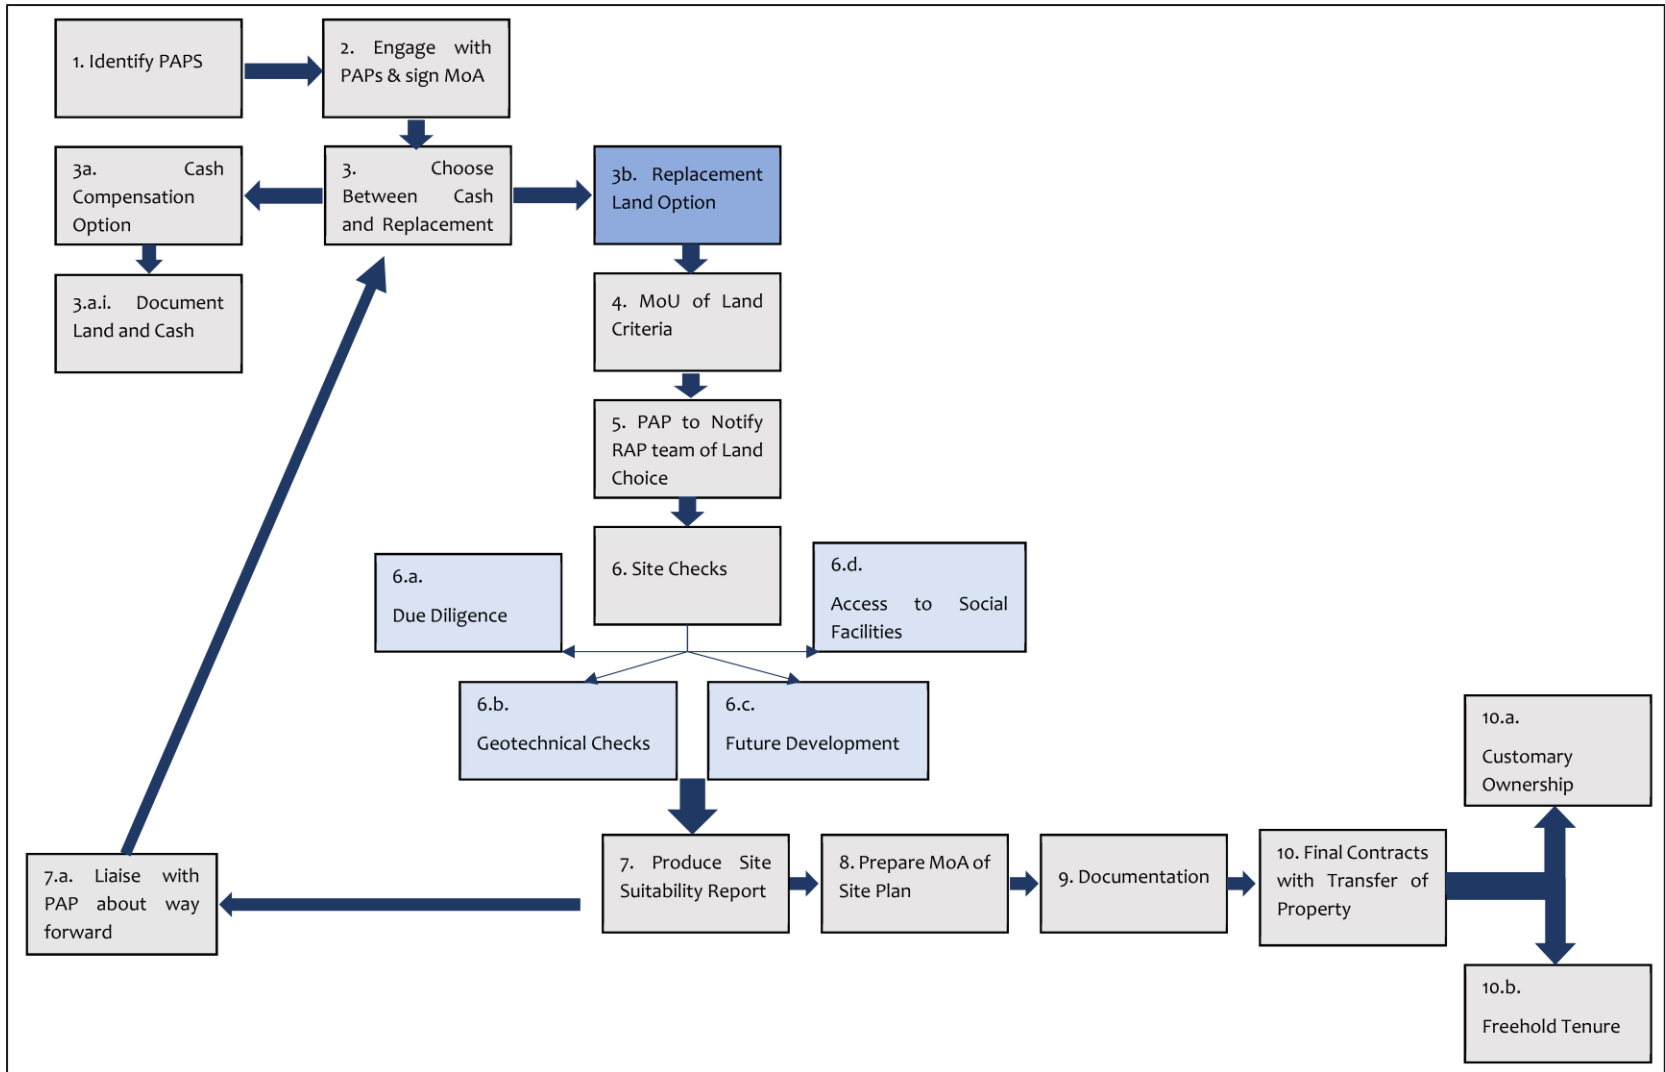 1. Identify PAPS
2. Engage with
PAPs & sign MoA
3a. Cash
Compensation
Option
3. Choose
Between Cash
and Replacement
3b. Replacement
Land Option
3.a.i. Document
Land and Cash
4. MoU of Land
Criteria
5. PAP to Notify
RAP team of Land
Choice
6. Site Checks
6.a.
Due Diligence
6.d.
Access to Social
Facilities
6.b.
Geotechnical Checks
6.c.
Future Development
7.a. Liaise with
PAP about way
forward
7. Produce Site
Suitability Report
8. Prepare MoA of
Site Plan
9. Documentation
10. Final Contracts
with Transfer of
Property
10.a.
Customary
Ownership
10.b.
Freehold Tenure